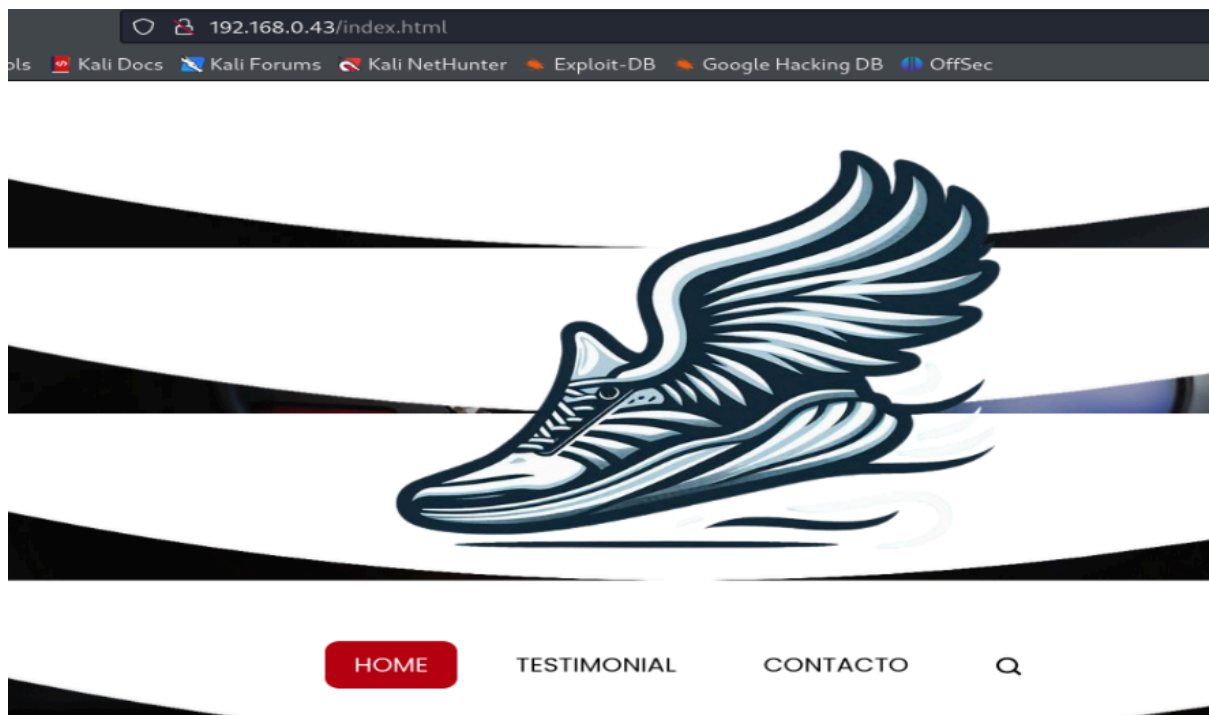 192.168.0.43/index.html
ols Kali Docs Kali Forums Kali NetHunter Exploit-DB Google Hacking DB OffSec
HOME TESTIMONIAL CONTACTO